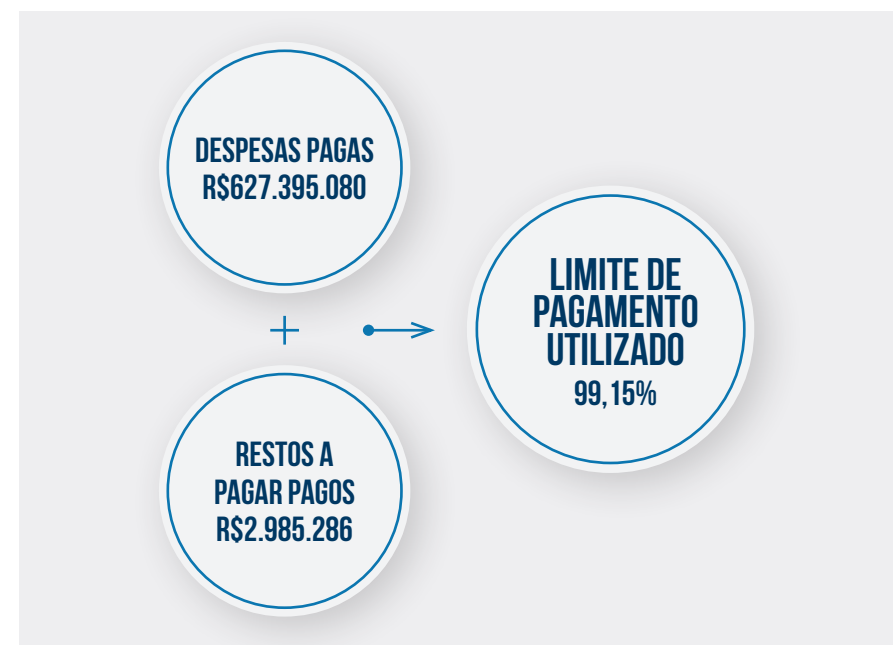 DESPESAS PAGAS
R$627.395.080
+
RESTOS A
PAGAR PAGOS
R$2.985.286
LIMITE DE
PAGAMENTO
UTILIZADO
99,15%